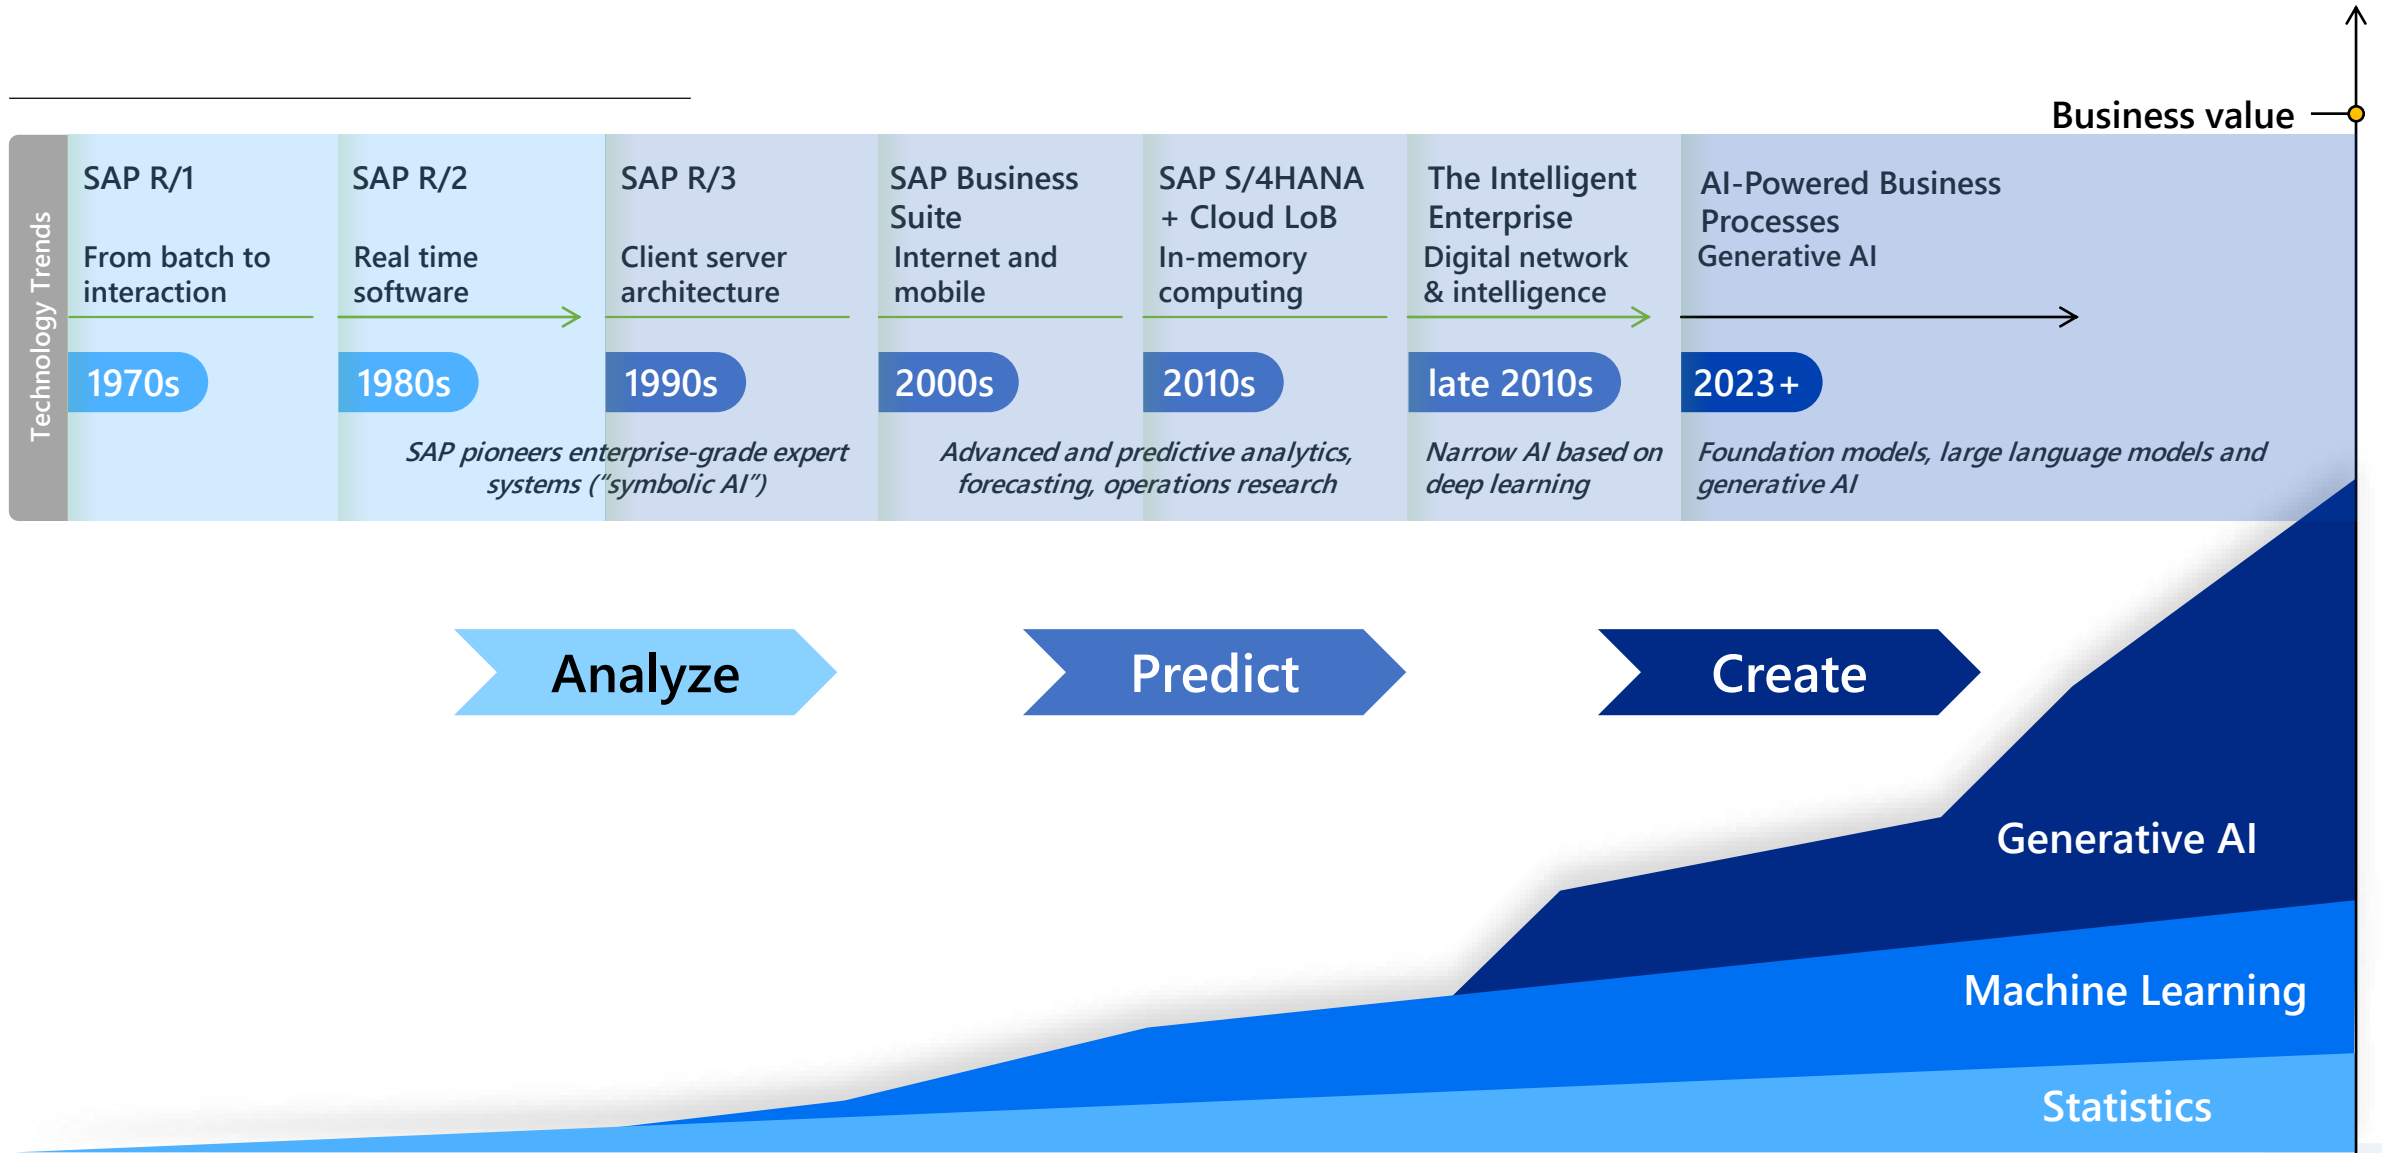 Business value
Technology Trends
SAP R/1
From batch to
interaction
1970s
SAP R/2
Real time
software
1980s
SAP R/3
Client server
architecture
1990s
SAP pioneers enterprise-grade expert
systems (“symbolic AI”)
SAP Business
Suite
Internet and
mobile
2000s
SAP S/4HANA
+ Cloud LoB
In-memory
computing
2010s
Advanced and predictive analytics,
forecasting, operations research
The Intelligent
Enterprise
Digital network
& intelligence
late 2010s
Narrow AI based on
deep learning
AI-Powered Business
Processes
Generative AI
2023+
Foundation models, large language models and
generative AI
Analyze
Predict
Create
Generative AI
Machine Learning
Statistics